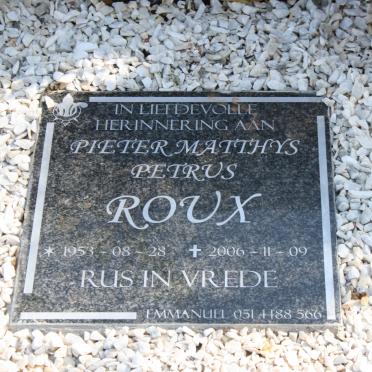 IN LIEFDEVOLLE
HERINNERING AAN
PIETER MATTHYS
PETRUS
ROUX
* 1953 - 08 - 28 ✝ 2006 - 11 - 09
RUS IN VREDE
EMMANUEL 051 4488 566